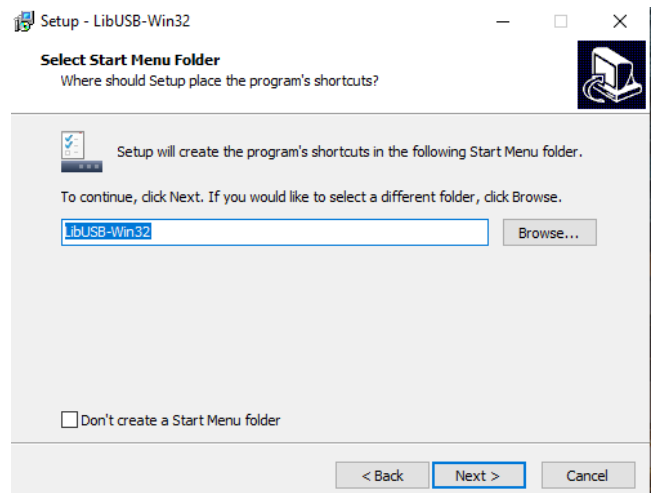 Setup - LibUSB-Win32
Select Start Menu Folder
Where should Setup place the program's shortcuts?
Setup will create the program's shortcuts in the following Start Menu folder.
To continue, click Next. If you would like to select a different folder, click Browse.
LibUSB-Win32
Browse...
Don't create a Start Menu folder
< Back
Next >
Cancel